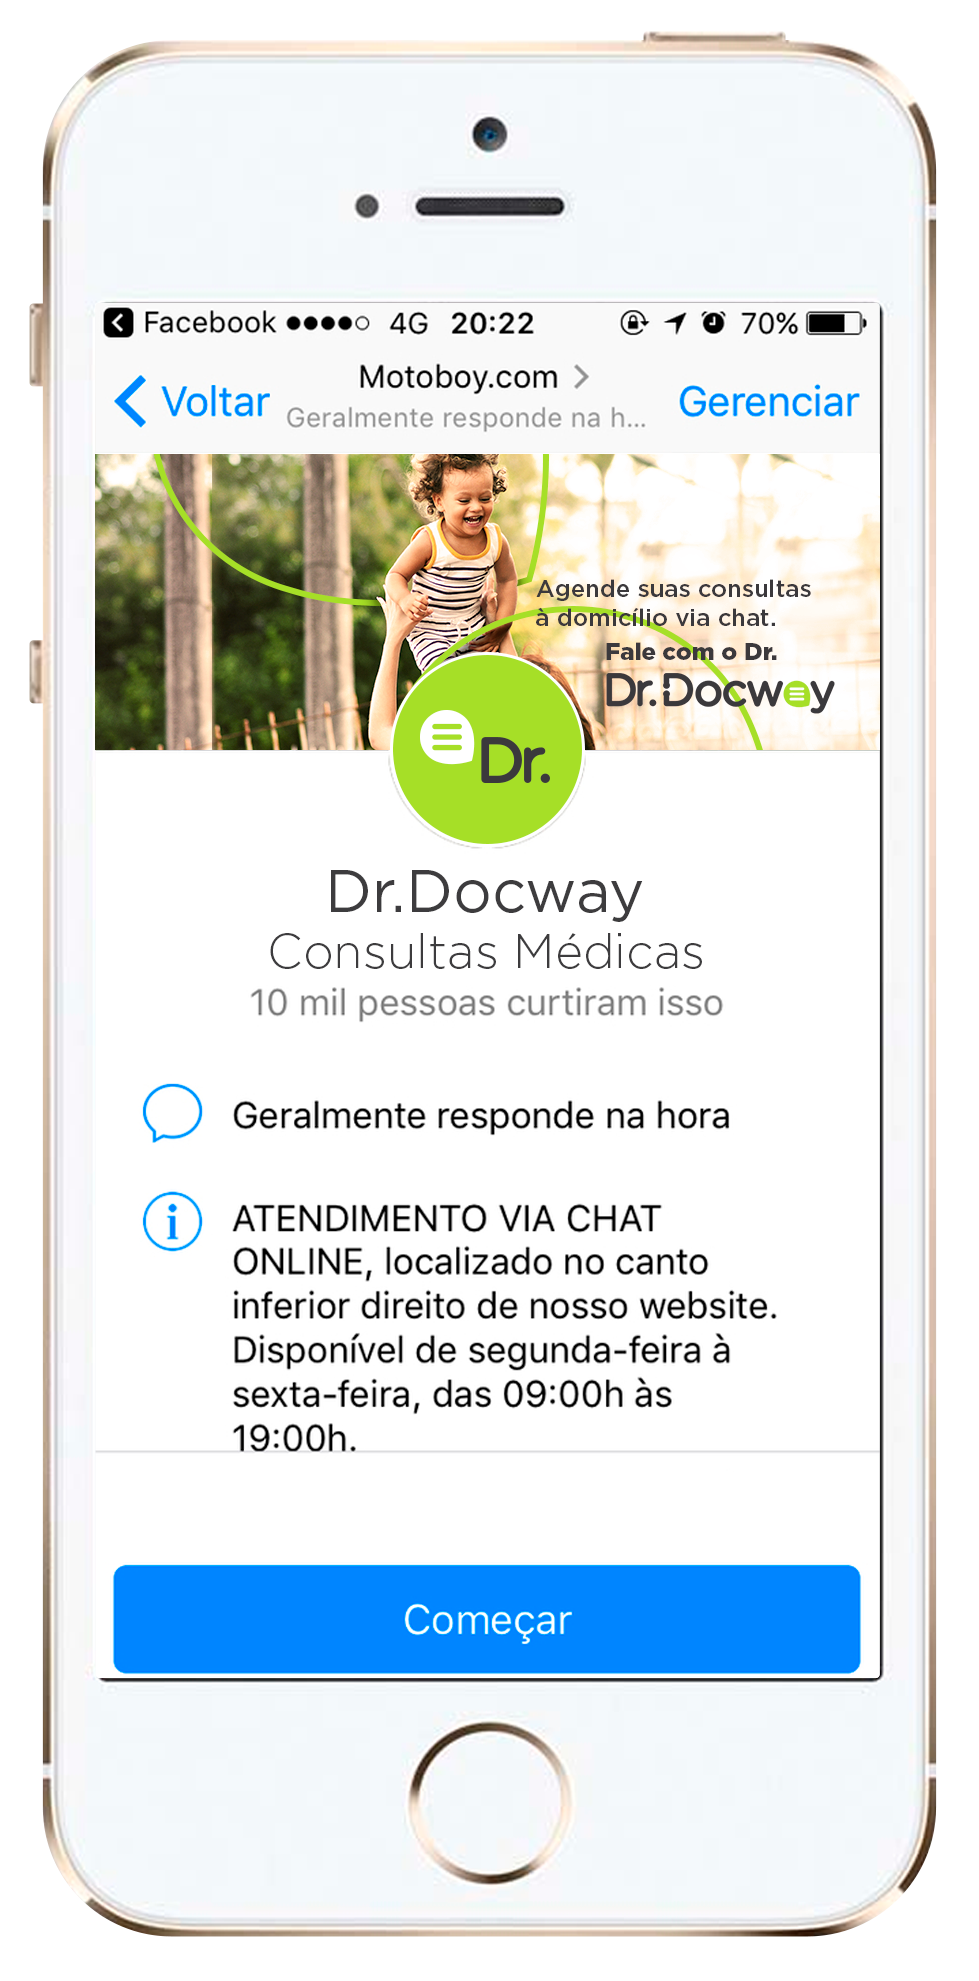 Facebook 4G 20:22 70%
Voltar Motoboy.com Gerenciar
Geralmente responde na h...
Agende suas consultas
à domicílio via chat.
Fale com o Dr.
Dr.Docway
Dr.
Dr.Docway
Consultas Médicas
10 mil pessoas curtiram isso
Geralmente responde na hora
ATENDIMENTO VIA CHAT
ONLINE, localizado no canto
inferior direito de nosso website.
Disponível de segunda-feira à
sexta-feira, das 09:00h às
19:00h.
Começar